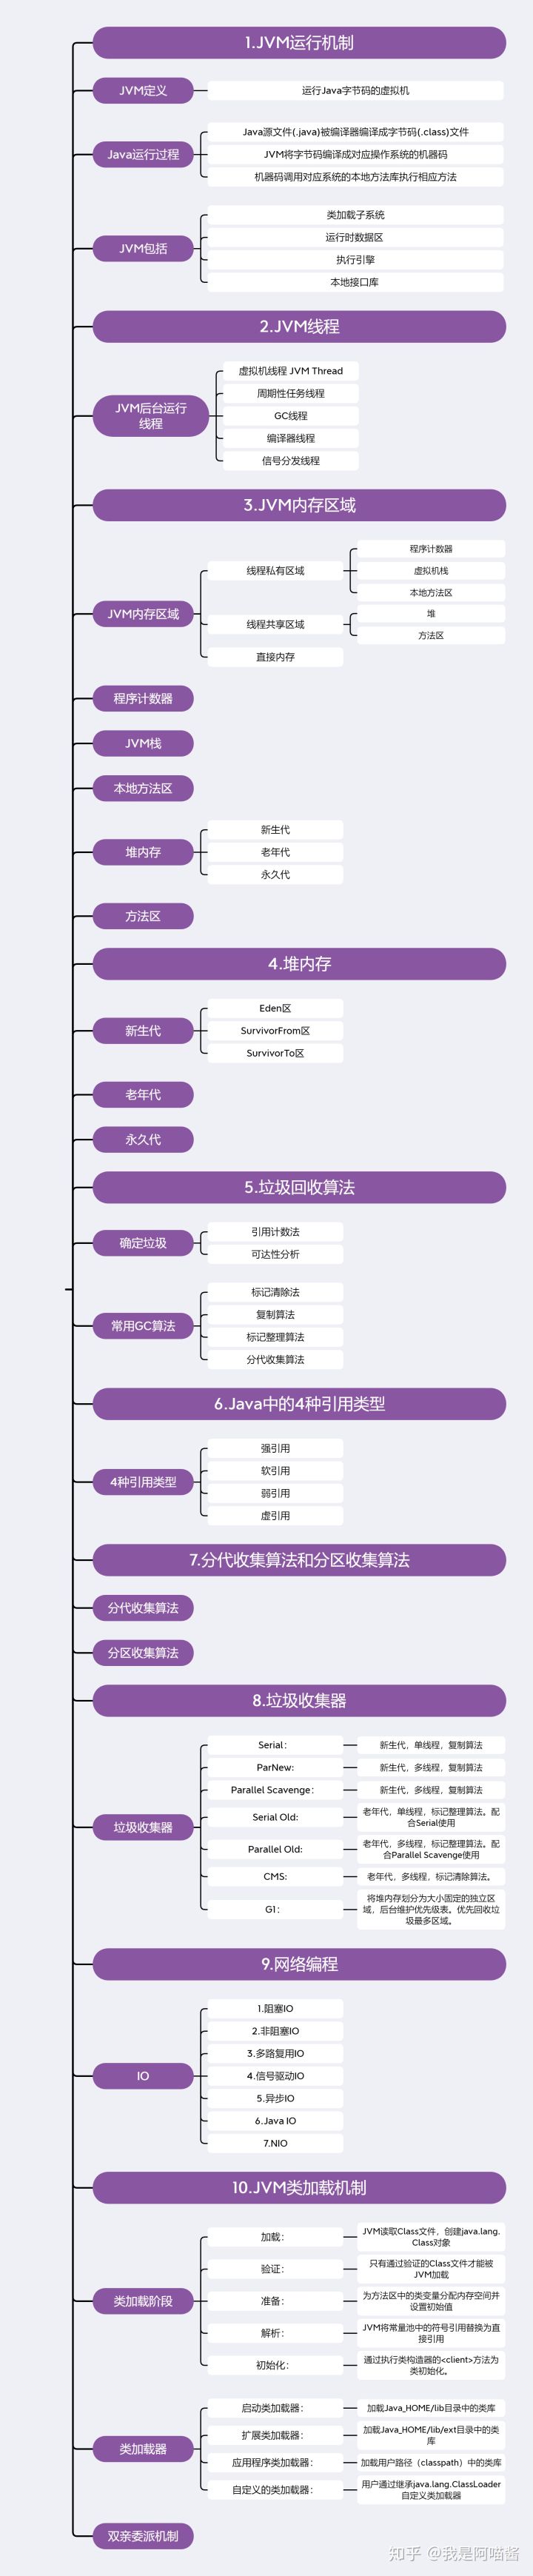 1.JVM运行机制
JVM定义
运行Java字节码的虚拟机
Java运行过程
Java源文件(.java)被编译器编译成字节码(.class)文件
JVM将字节码编译成对应操作系统的机器码
机器码调用对应系统的本地方法库执行相应方法
JVM包括
类加载子系统
运行时数据区
执行引擎
本地接口库
2.JVM线程
JVM后台运行
线程
虚拟机线程 JVM Thread
周期性任务线程
GC线程
编译器线程
信号分发线程
3.JVM内存区域
JVM内存区域
线程私有区域
程序计数器
虚拟机栈
本地方法区
线程共享区域
堆
方法区
直接内存
程序计数器
JVM栈
本地方法区
堆内存
新生代
老年代
永久代
方法区
4.堆内存
新生代
Eden区
SurvivorFrom区
SurvivorTo区
老年代
永久代
5.垃圾回收算法
确定垃圾
引用计数法
可达性分析
常用GC算法
标记清除法
复制算法
标记整理算法
分代收集算法
6.Java中的4种引用类型
4种引用类型
强引用
软引用
弱引用
虚引用
7.分代收集算法和分区收集算法
分代收集算法
分区收集算法
8.垃圾收集器
垃圾收集器
Serial：
新生代，单线程，复制算法
ParNew:
新生代，多线程，复制算法
Parallel Scavenge：
新生代，多线程，复制算法
Serial Old:
老年代，单线程，标记整理算法。配
合Serial使用
Parallel Old:
老年代，多线程，标记整理算法。配
合Parallel Scavenge使用
CMS:
老年代，多线程，标记清除算法。
G1：
将堆内存划分为大小固定的独立区
域，后台维护优先级表。优先回收垃
圾最多区域。
9.网络编程
IO
1.阻塞IO
2.非阻塞IO
3.多路复用IO
4.信号驱动IO
5.异步IO
6.Java IO
7.NIO
10.JVM类加载机制
类加载阶段
加载：
JVM读取Class文件，创建java.lang.
Class对象
验证：
只有通过验证的Class文件才能被
JVM加载
准备：
为方法区中的类变量分配内存空间并
设置初始值
解析：
JVM将常量池中的符号引用替换为直
接引用
初始化：
通过执行类构造器的<client>方法为
类初始化。
类加载器
启动类加载器：
加载Java_HOME/lib目录中的类库
扩展类加载器：
加载Java_HOME/lib/ext目录中的类
库
应用程序类加载器：
加载用户路径（classpath）中的类库
自定义的类加载器：
用户通过继承java.lang.ClassLoader
自定义类加载器
双亲委派机制
知乎 @我是阿喵酱